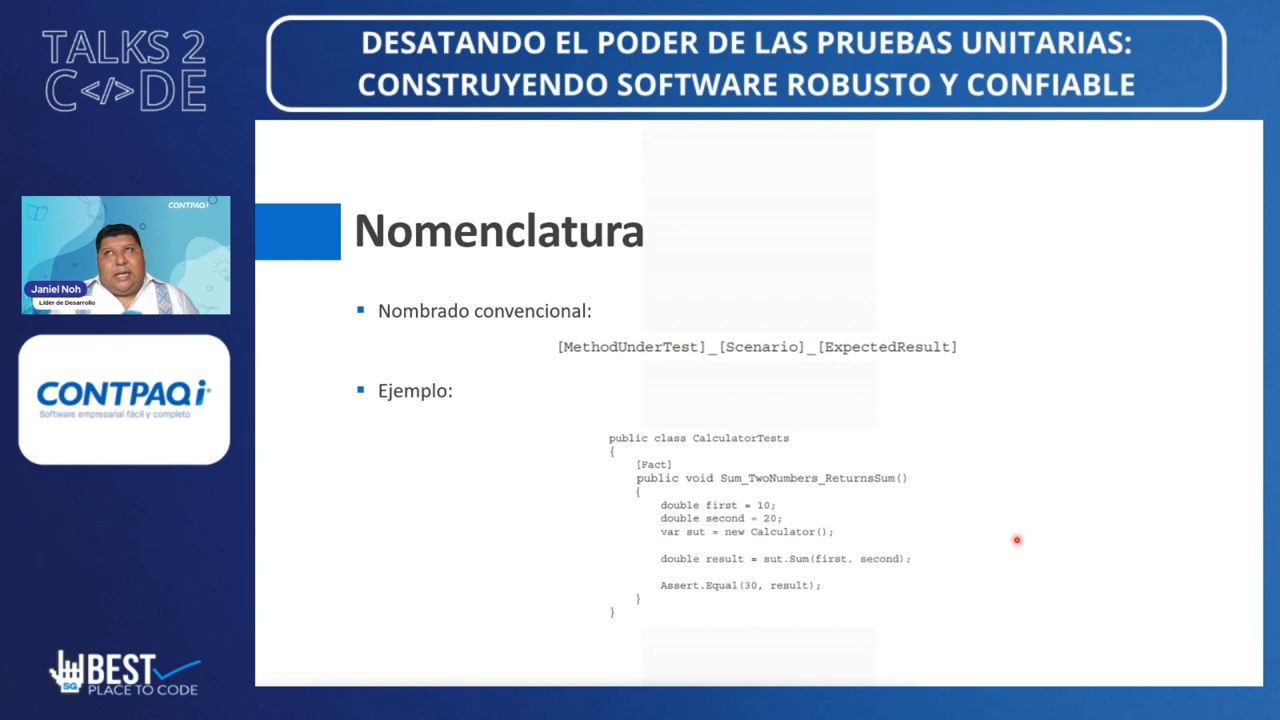 TALKS 2
C</>DE
DESATANDO EL PODER DE LAS PRUEBAS UNITARIAS:
CONSTRUYENDO SOFTWARE ROBUSTO Y CONFIABLE
CONTPAQi
Janiel Noh
Líder de Desarrollo
CONTPAQi®
Software empresarial fácil y completo
SG
BEST
PLACE TO CODE
Nomenclatura
Nombrado convencional:
[MethodUnderTest]_[Scenario]_[ExpectedResult]
Ejemplo:
public class CalculatorTests
{
[Fact]
public void Sum_TwoNumbers_ReturnsSum()
{
double first = 10;
double second = 20;
var sut = new Calculator();
double result = sut.Sum(first, second);
Assert.Equal(30, result);
}
}